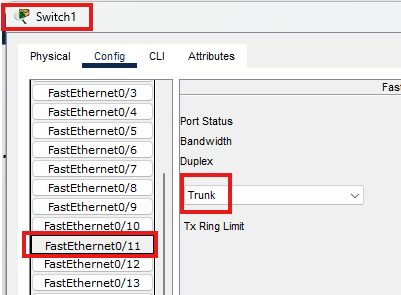 Switch1
Physical Config CLI Attributes
FastEthernet0/3
FastEthernet0/4
FastEthernet0/5
FastEthernet0/6
FastEthernet0/7
FastEthernet0/8
FastEthernet0/9
FastEthernet0/10
FastEthernet0/11
FastEthernet0/12
FastEthernet0/13
Fas
Port Status
Bandwidth
Duplex
Trunk
Tx Ring Limit